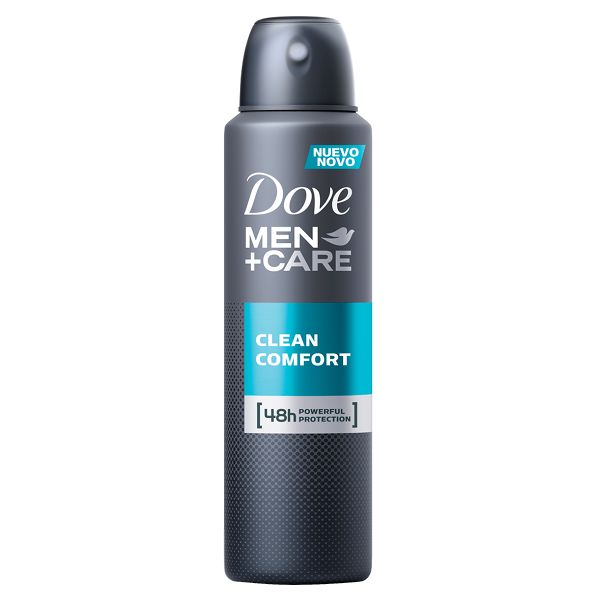 NUEVO
NOVO
Dove
MEN
+CARE
CLEAN
COMFORT
[48h POWERFUL
PROTECTION]